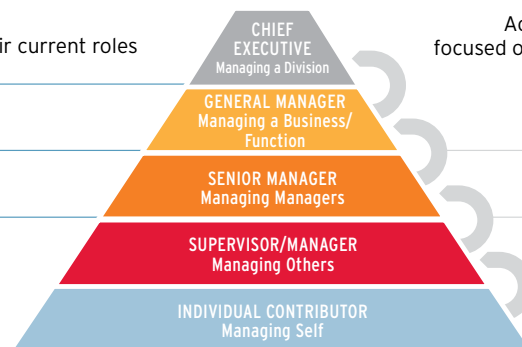 ir current roles
Ac
focused o
CHIEF
EXECUTIVE
Managing a Division
GENERAL MANAGER
Managing a Business/
Function
SENIOR MANAGER
Managing Managers
SUPERVISOR/MANAGER
Managing Others
INDIVIDUAL CONTRIBUTOR
Managing Self